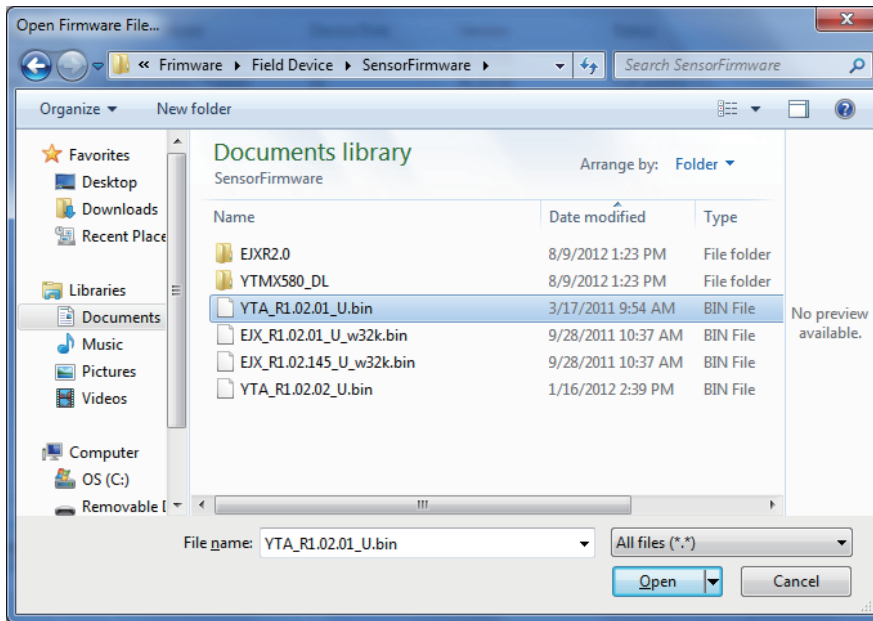 Open Firmware File...
« Frimware Field Device SensorFirmware
Search SensorFirmware
Organize New folder
Favorites
Desktop
Downloads
Recent Place
Libraries
Documents
Music
Pictures
Videos
Computer
OS (C:)
Removable D
Documents library
SensorFirmware
Arrange by: Folder
Name Date modified Type
EJXR2.0 8/9/2012 1:23 PM File folder
YTMX580_DL 8/9/2012 1:23 PM File folder
YTA_R1.02.01_U.bin 3/17/2011 9:54 AM BIN File
EJX_R1.02.01_U_w32k.bin 9/28/2011 10:37 AM BIN File
EJX_R1.02.145_U_w32k.bin 9/28/2011 10:37 AM BIN File
YTA_R1.02.02_U.bin 1/16/2012 2:39 PM BIN File
No preview
available.
File name: YTA_R1.02.01_U.bin
All files (*.*)
Open Cancel